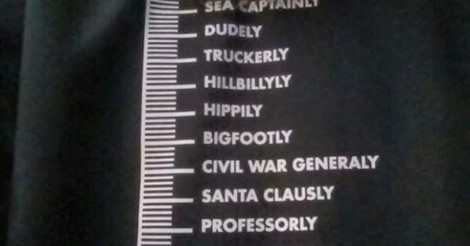 SEA CAPTAINLY
DUDELY
TRUCKERLY
HILLBILLYLY
HIPPILY
BIGFOOTLY
CIVIL WAR GENERALY
SANTA CLAUSLY
PROFESSORLY